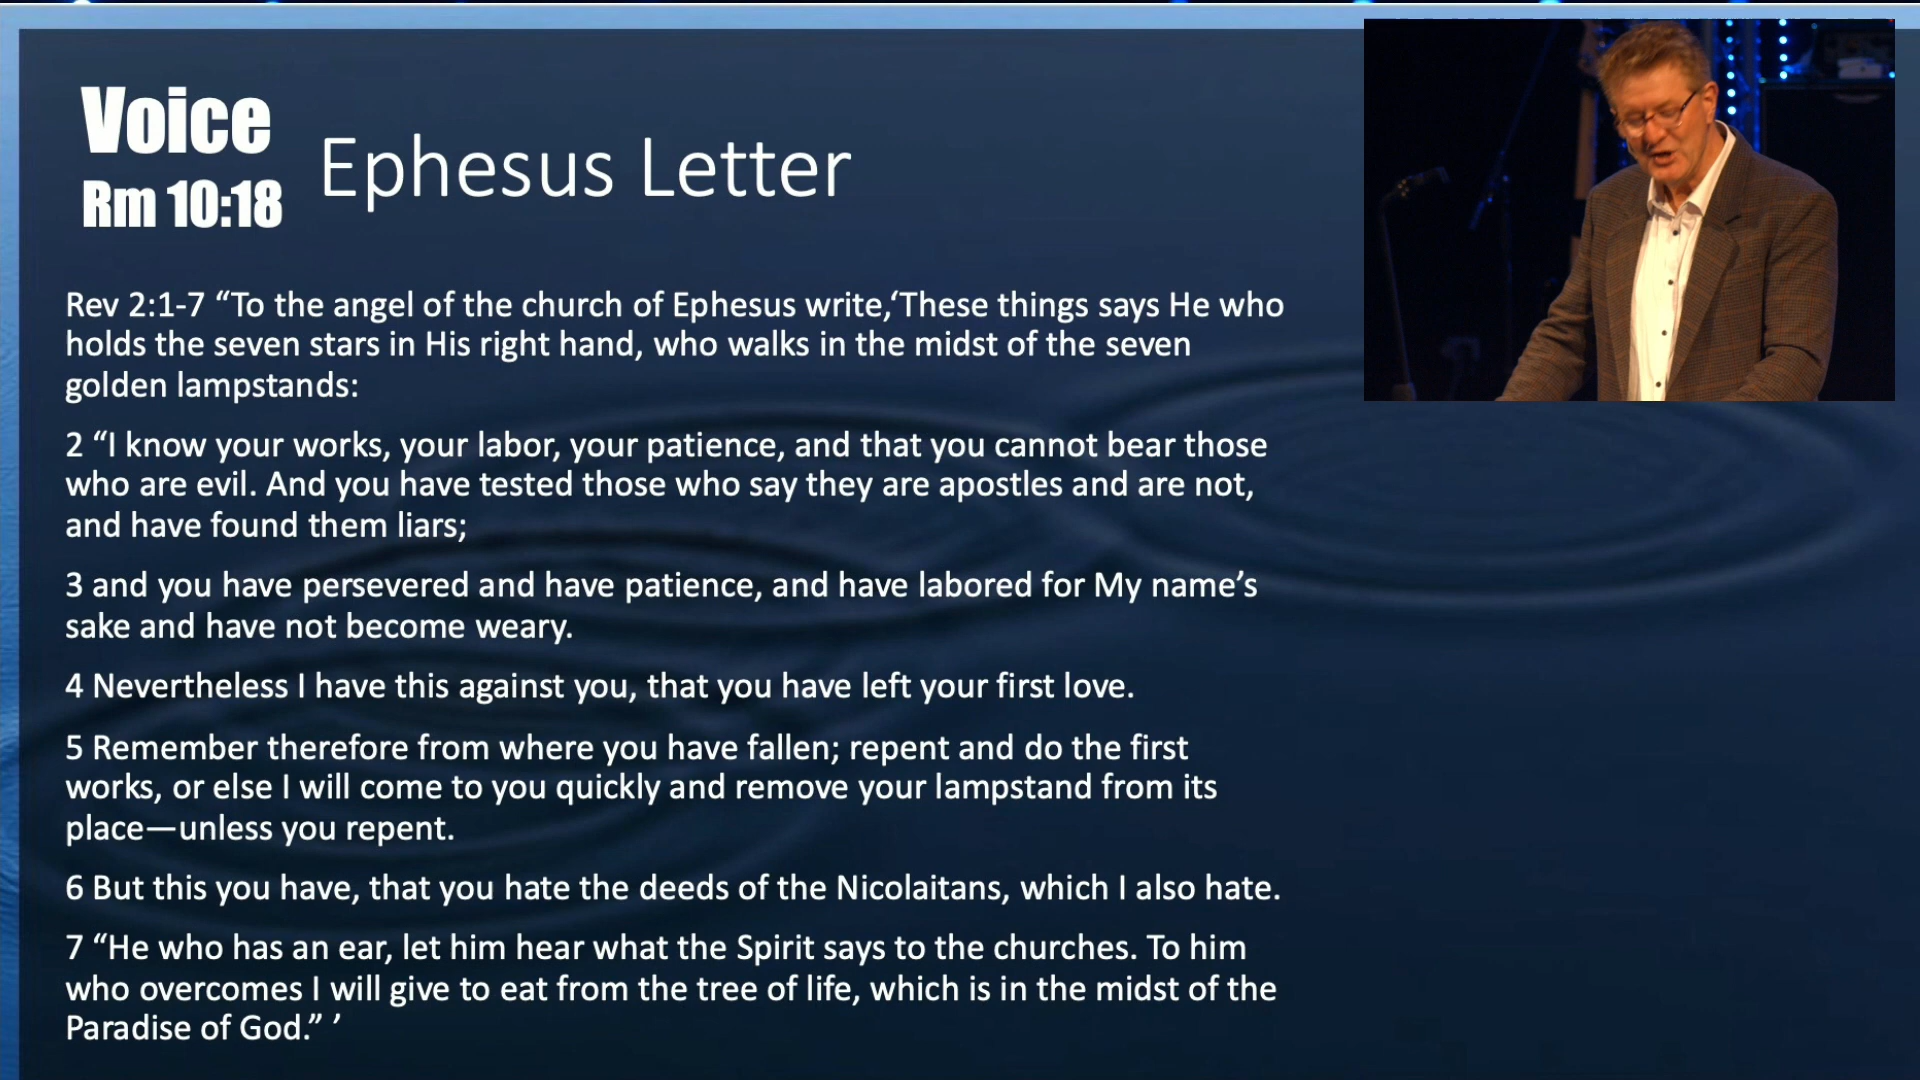 Voice
Rm 10:18
Ephesus Letter
Rev 2:1-7 “To the angel of the church of Ephesus write,‘These things says He who
holds the seven stars in His right hand, who walks in the midst of the seven
golden lampstands:
2 “I know your works, your labor, your patience, and that you cannot bear those
who are evil. And you have tested those who say they are apostles and are not,
and have found them liars;
3 and you have persevered and have patience, and have labored for My name’s
sake and have not become weary.
4 Nevertheless I have this against you, that you have left your first love.
5 Remember therefore from where you have fallen; repent and do the first
works, or else I will come to you quickly and remove your lampstand from its
place—unless you repent.
6 But this you have, that you hate the deeds of the Nicolaitans, which I also hate.
7 “He who has an ear, let him hear what the Spirit says to the churches. To him
who overcomes I will give to eat from the tree of life, which is in the midst of the
Paradise of God.” ’